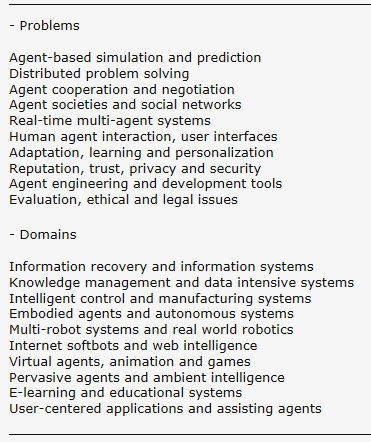 - Problems
Agent-based simulation and prediction
Distributed problem solving
Agent cooperation and negotiation
Agent societies and social networks
Real-time multi-agent systems
Human agent interaction, user interfaces
Adaptation, learning and personalization
Reputation, trust, privacy and security
Agent engineering and development tools
Evaluation, ethical and legal issues
- Domains
Information recovery and information systems
Knowledge management and data intensive systems
Intelligent control and manufacturing systems
Embodied agents and autonomous systems
Multi-robot systems and real world robotics
Internet softbots and web intelligence
Virtual agents, animation and games
Pervasive agents and ambient intelligence
E-learning and educational systems
User-centered applications and assisting agents